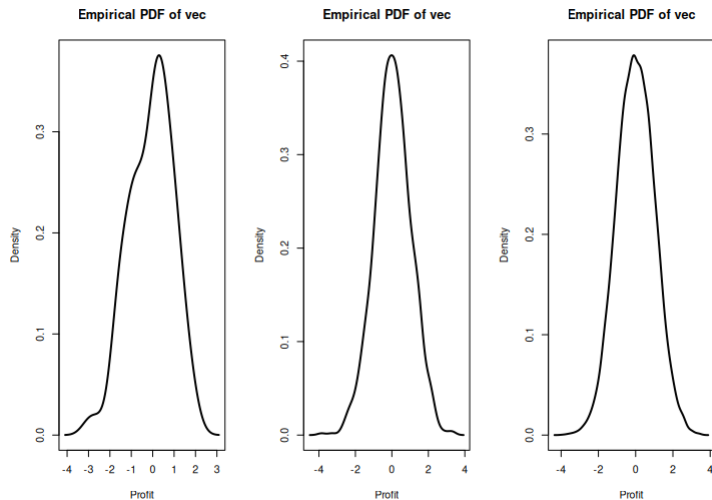 Empirical PDF of vec
Density
0.0 0.1 0.2 0.3
-4 -3 -2 -1 0 1 2 3
Profit
Empirical PDF of vec
Density
0.0 0.1 0.2 0.3 0.4
-4 -2 0 2 4
Profit
Empirical PDF of vec
Density
0.0 0.1 0.2 0.3
-2 0 2 4
Profit